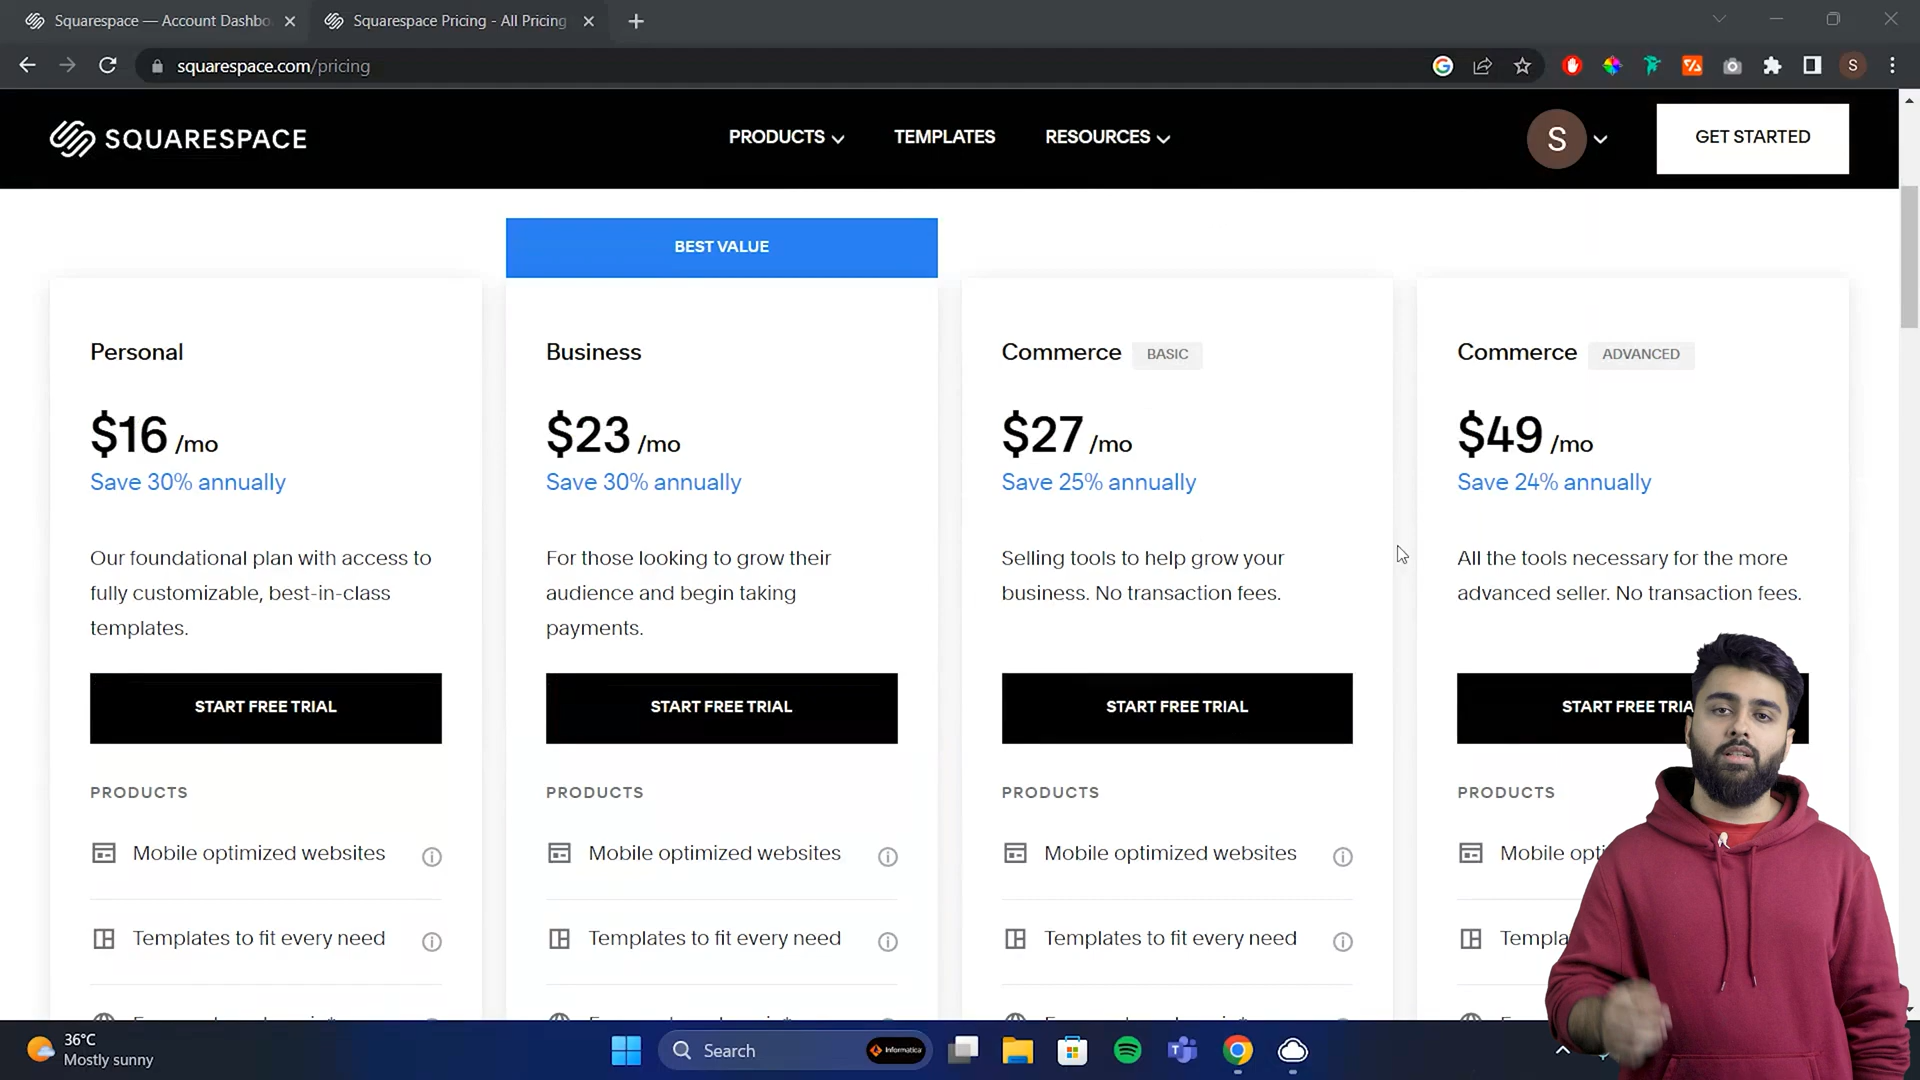 Squarespace — Account Dashbo
Squarespace Pricing - All Pricing
squarespace.com/pricing
S
SQUARESPACE
PRODUCTS
TEMPLATES
RESOURCES
S
GET STARTED
BEST VALUE
Personal
$16 /mo
Save 30% annually
Our foundational plan with access to
fully customizable, best-in-class
templates.
START FREE TRIAL
PRODUCTS
Mobile optimized websites
Templates to fit every need
Business
$23 /mo
Save 30% annually
For those looking to grow their
audience and begin taking
payments.
START FREE TRIAL
PRODUCTS
Mobile optimized websites
Templates to fit every need
Commerce BASIC
$27 /mo
Save 25% annually
Selling tools to help grow your
business. No transaction fees.
START FREE TRIAL
PRODUCTS
Mobile optimized websites
Templates to fit every need
Commerce ADVANCED
$49 /mo
Save 24% annually
All the tools necessary for the more
advanced seller. No transaction fees.
START FREE TRIA
PRODUCTS
Mobile opti
Templa
36°C
Mostly sunny
Search
Informatica